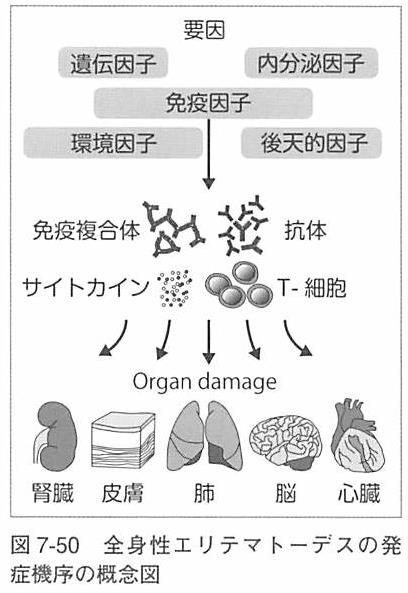 要因
遺伝因子 内分泌因子
免疫因子
環境因子 後天的因子
免疫複合体 抗体
サイトカイン T-細胞
Organ damage
腎臓 皮膚 肺 脳 心臓
図7-50 全身性エリテマトーデスの発
症機序の概念図